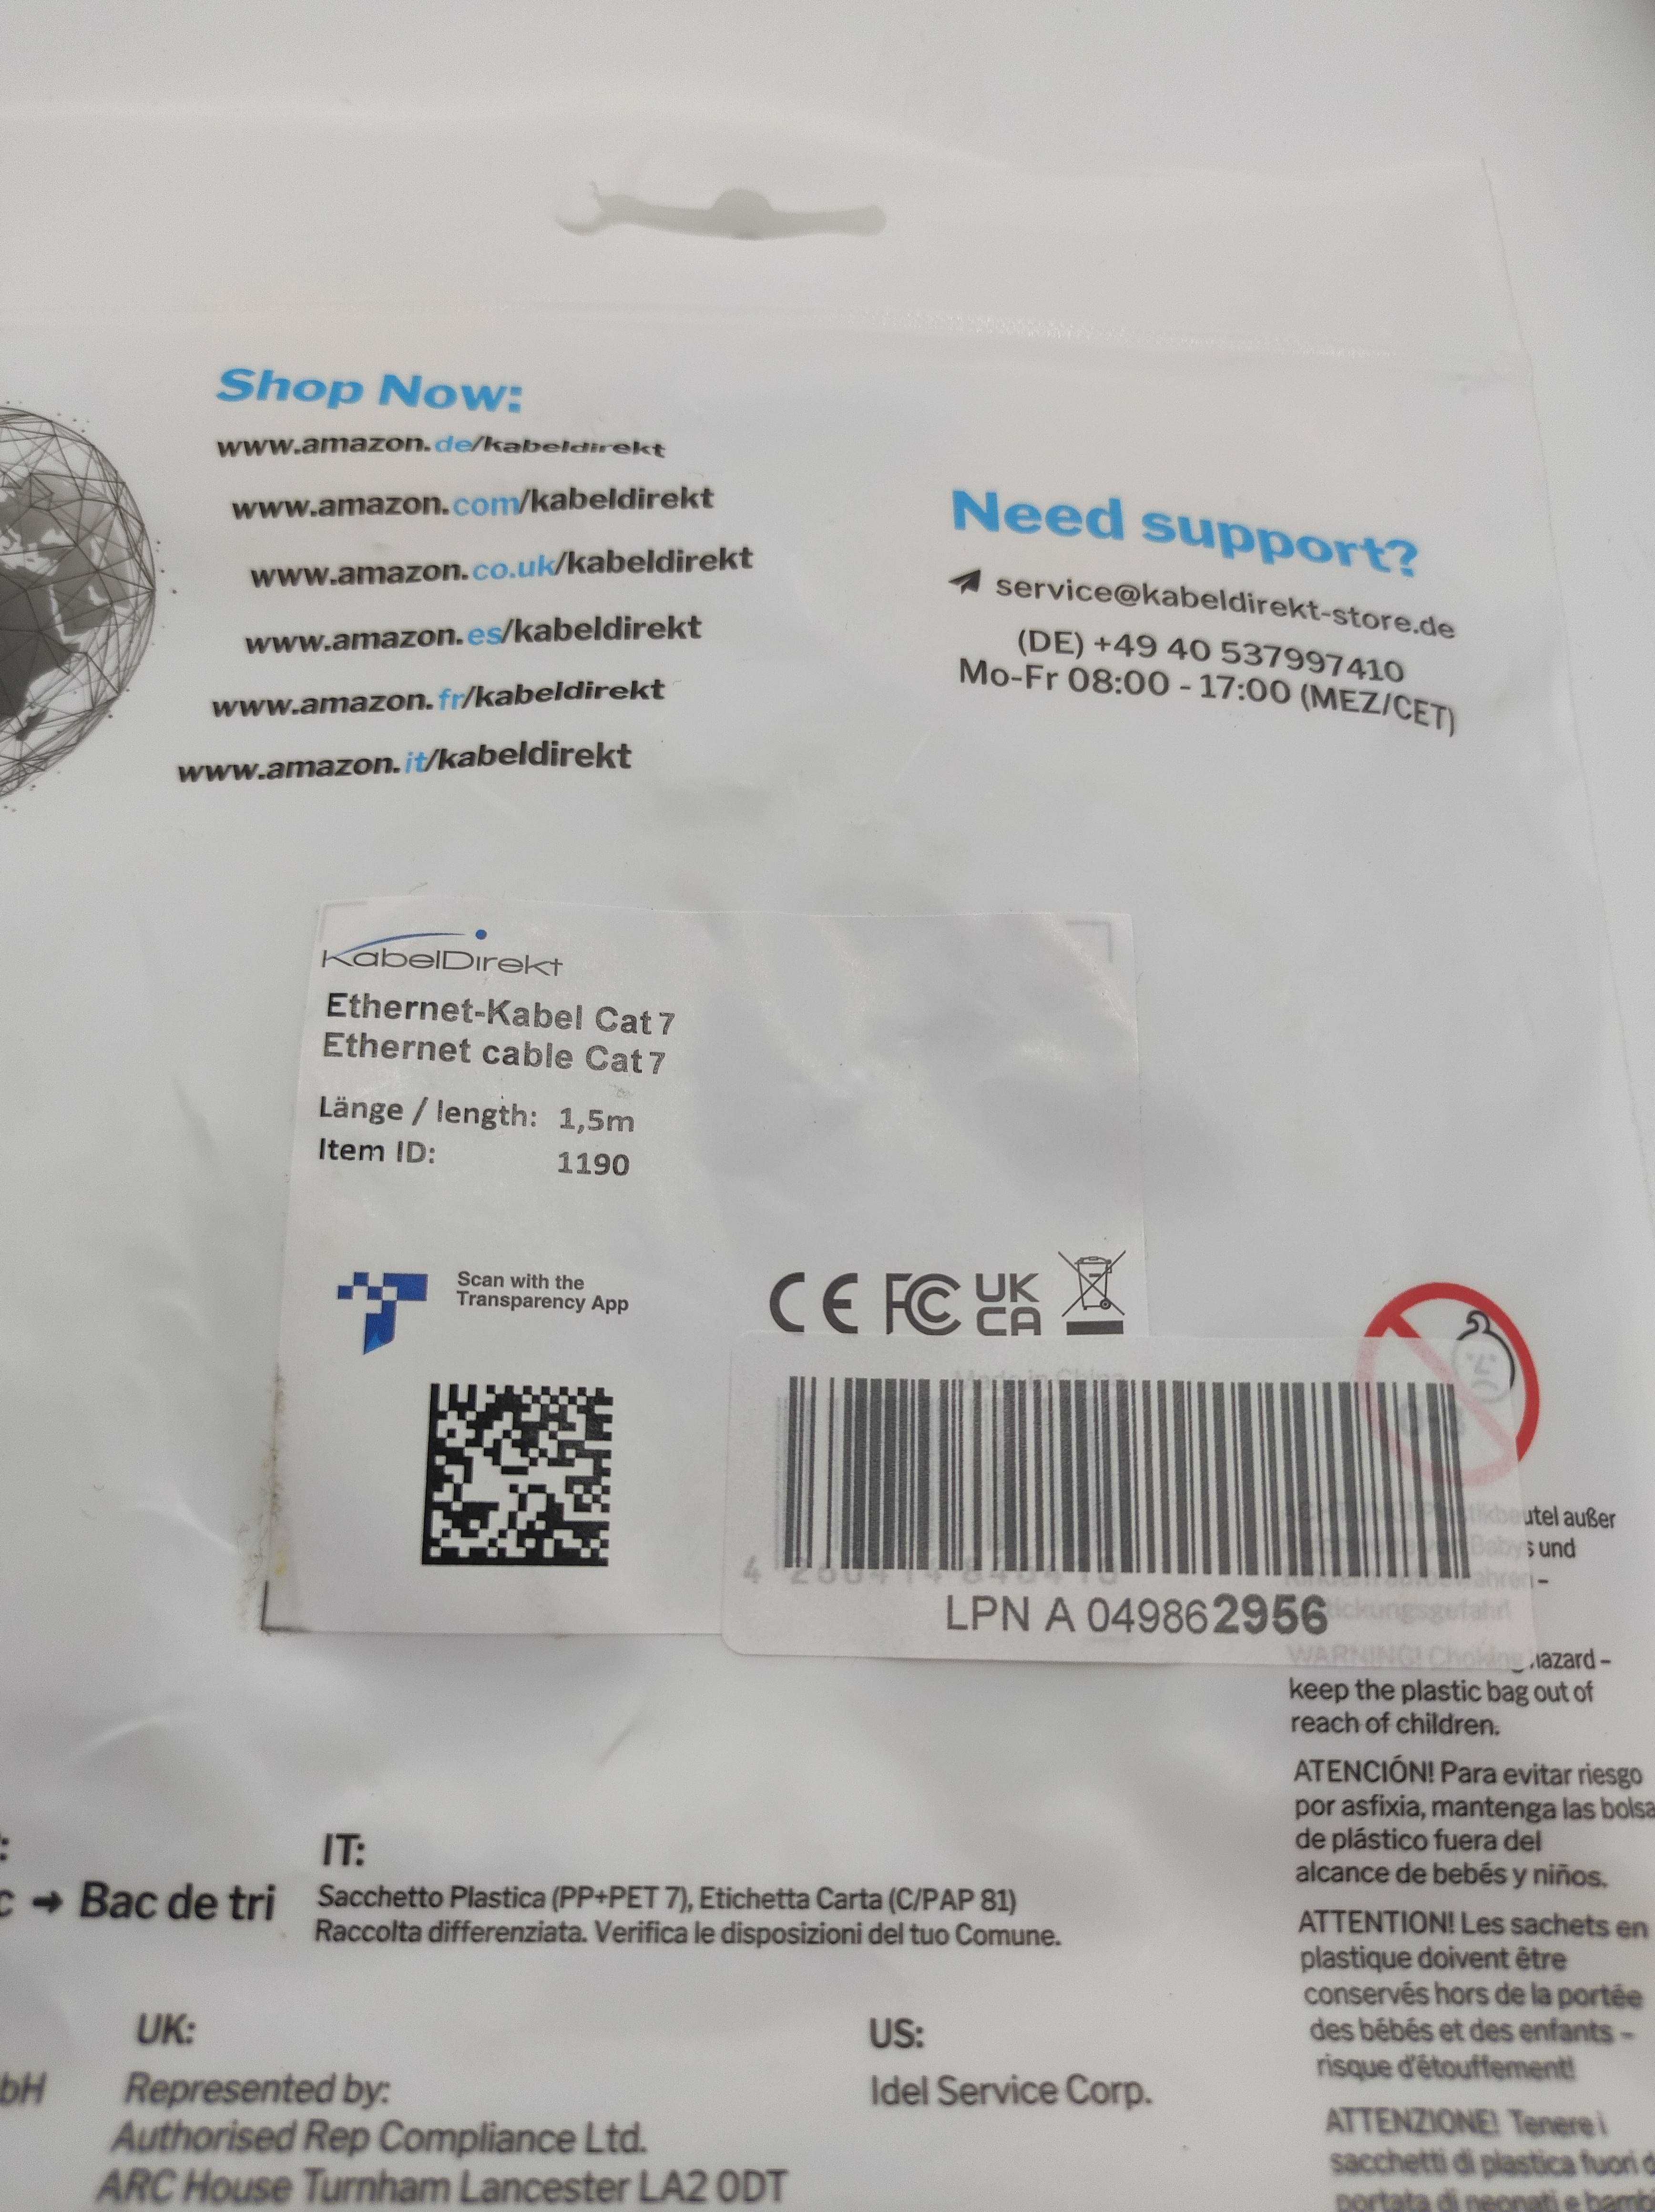 Shop Now:
www.amazon.de/kabeldirekt
www.amazon.com/kabeldirekt
www.amazon.co.uk/kabeldirekt
www.amazon.es/kabeldirekt
www.amazon.fr/kabeldirekt
www.amazon.it/kabeldirekt
Need support?
service@kabeldirekt-store.de
(DE) +49 40 537997410
Mo-Fr 08:00 - 17:00 (MEZ/CET)
KabelDirekt
Ethernet-Kabel Cat 7
Ethernet cable Cat 7
Länge / length: 1,5m
Item ID: 1190
Scan with the
Transparency App
CE FC UK
CA
Made in China
LPN A 049862956
utel außer
s und
WARNING! Choking hazard –
keep the plastic bag out of
reach of children.
ATENCIÓN! Para evitar riesgo
por asfixia, mantenga las bolsa
de plástico fuera del
alcance de bebés y niños.
ATTENTION! Les sachets en
plastique doivent être
conservés hors de la portée
des bébés et des enfants –
risque d'étouffement!
ATTENZIONE! Tenere i
sacchetti di plastica fuori d
portata di neonati e bambi
c → Bac de tri
IT:
Sacchetto Plastica (PP+PET 7), Etichetta Carta (C/PAP 81)
Raccolta differenziata. Verifica le disposizioni del tuo Comune.
bH
UK:
Represented by:
Authorised Rep Compliance Ltd.
ARC House Turnham Lancester LA2 0DT
US:
Idel Service Corp.